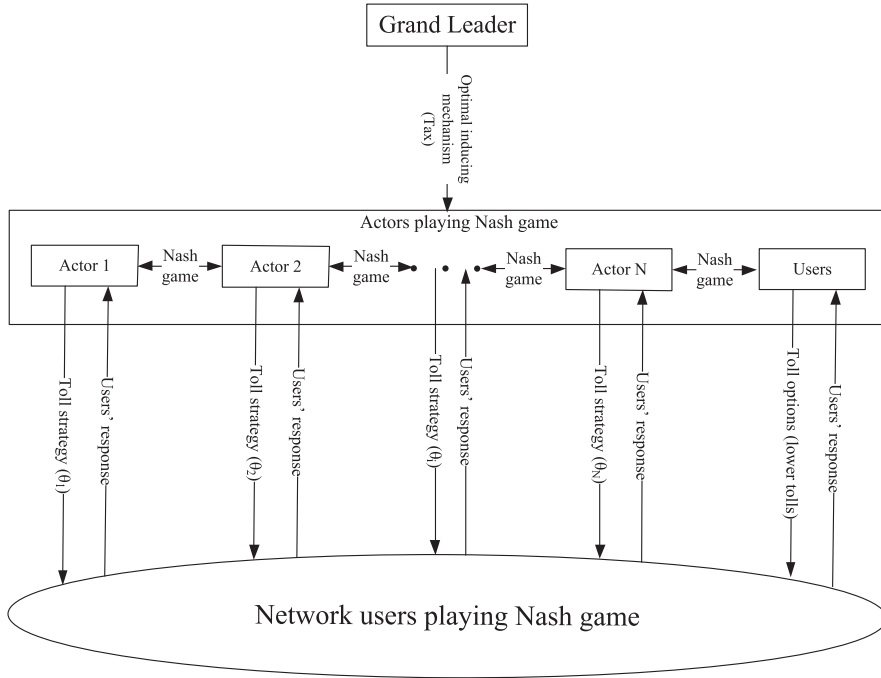 Grand Leader
Optimal inducing
mechanism
(Tax)
Actors playing Nash game
Actor 1
Nash
game
Actor 2
Nash
game
Nash
game
Actor N
Nash
game
Users
Toll strategy (θ₁)
Users' response
Toll strategy (θ₂)
Users' response
Toll strategy (θᵢ)
Users' response
Toll strategy (θ_N)
Users' response
Toll options (lower tolls)
Users' response
Network users playing Nash game